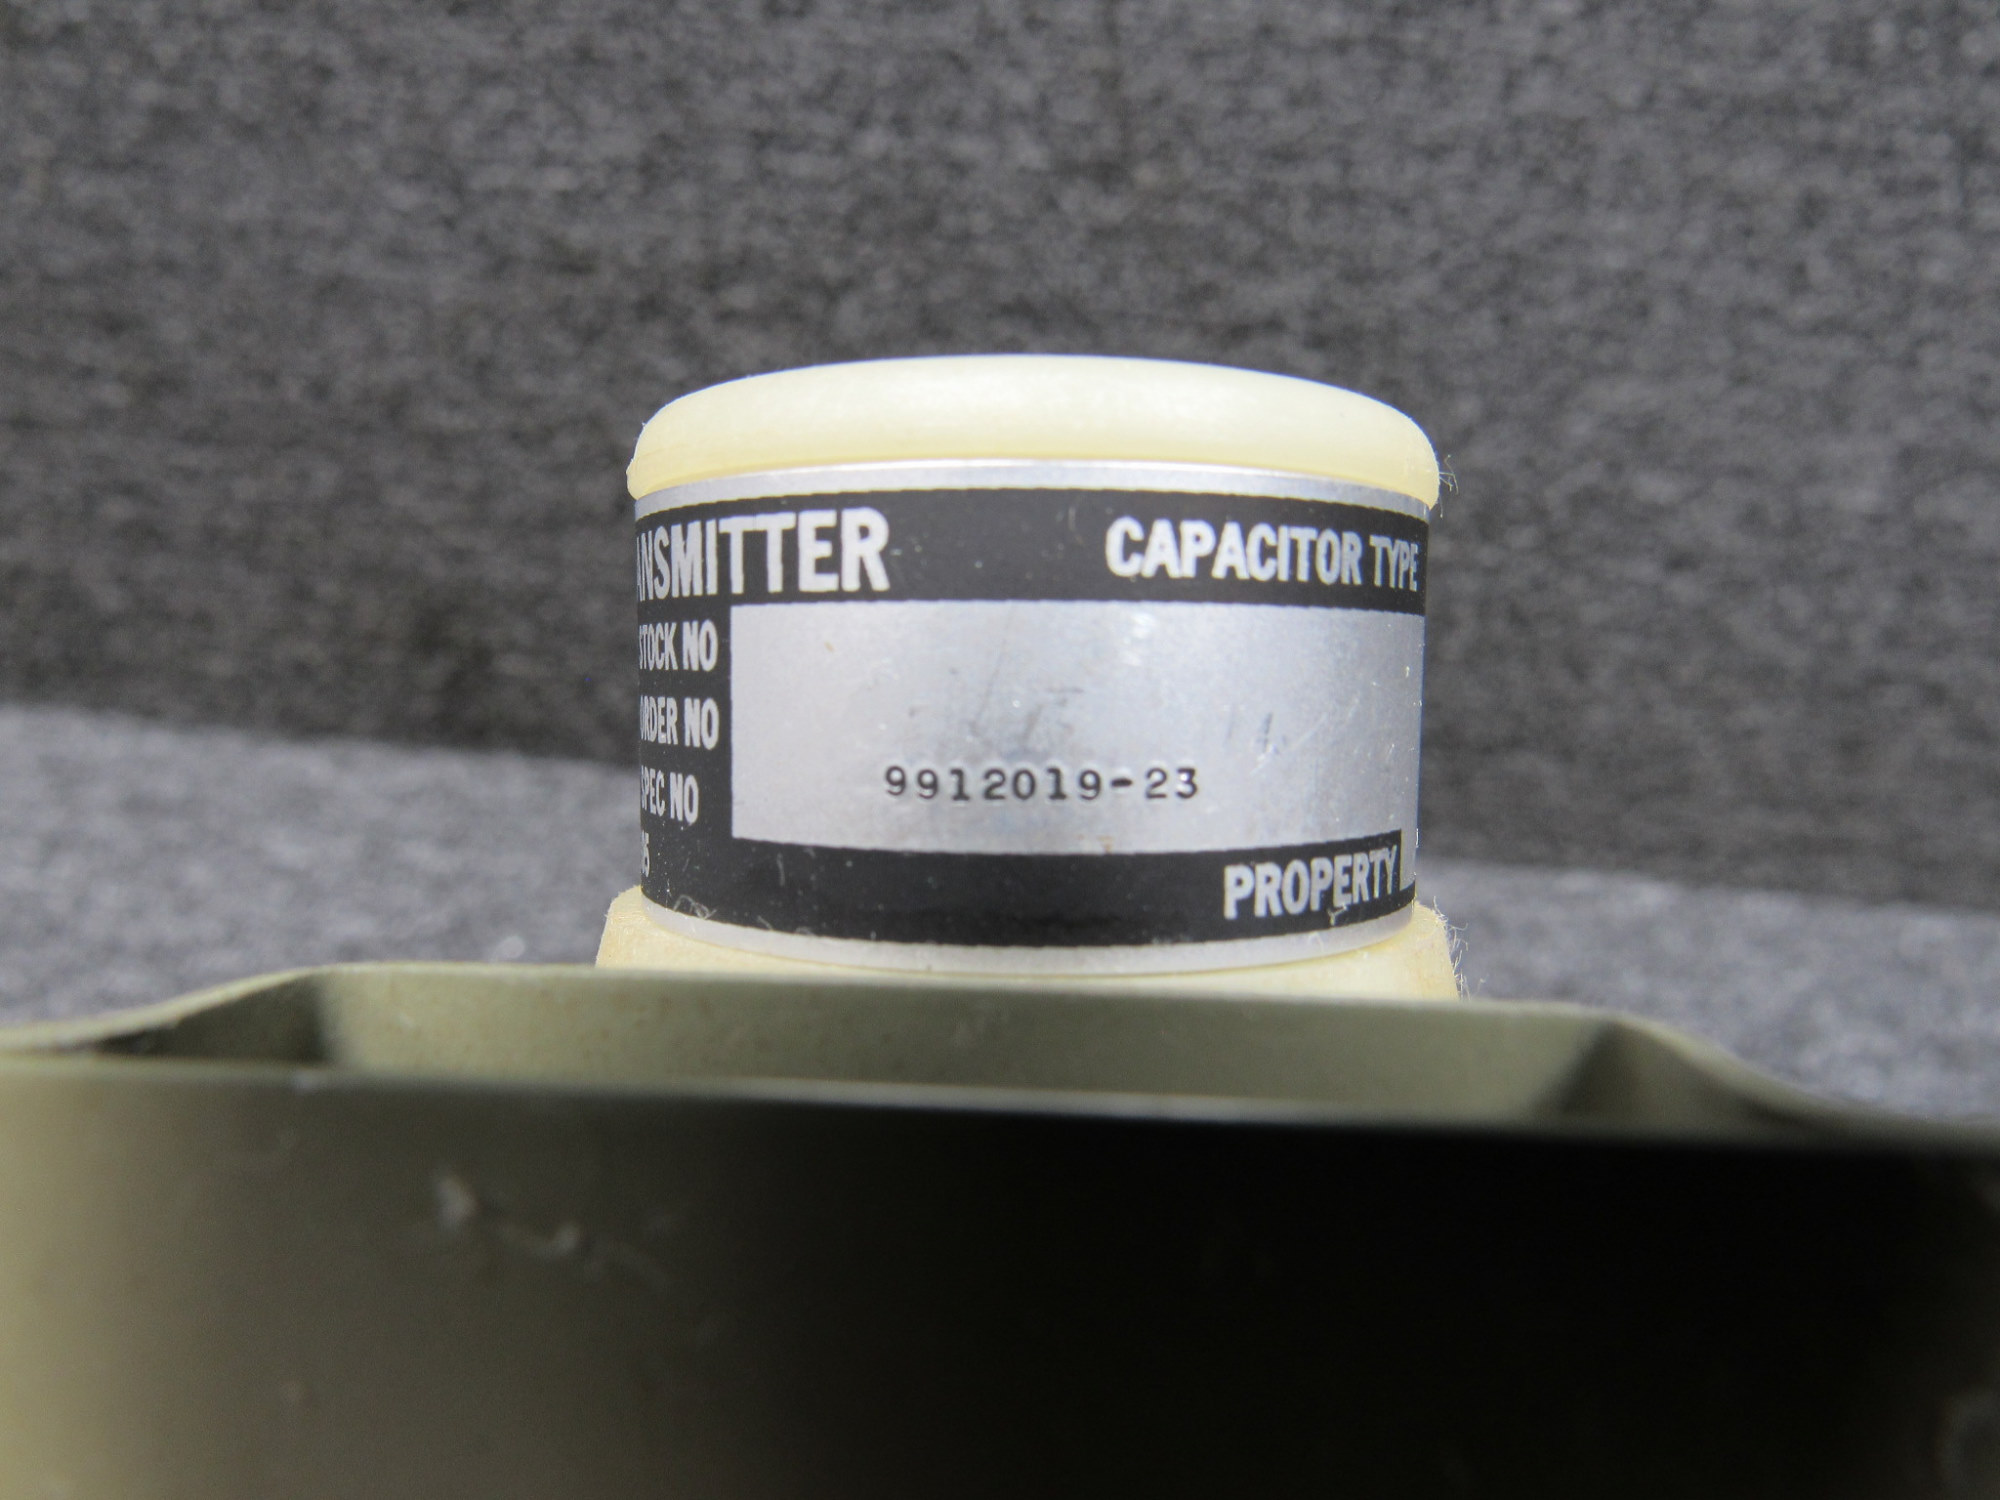 ANSMITTER CAPACITOR TYPE
STOCK NO
ORDER NO
SPEC NO 9912019-23
PROPERTY